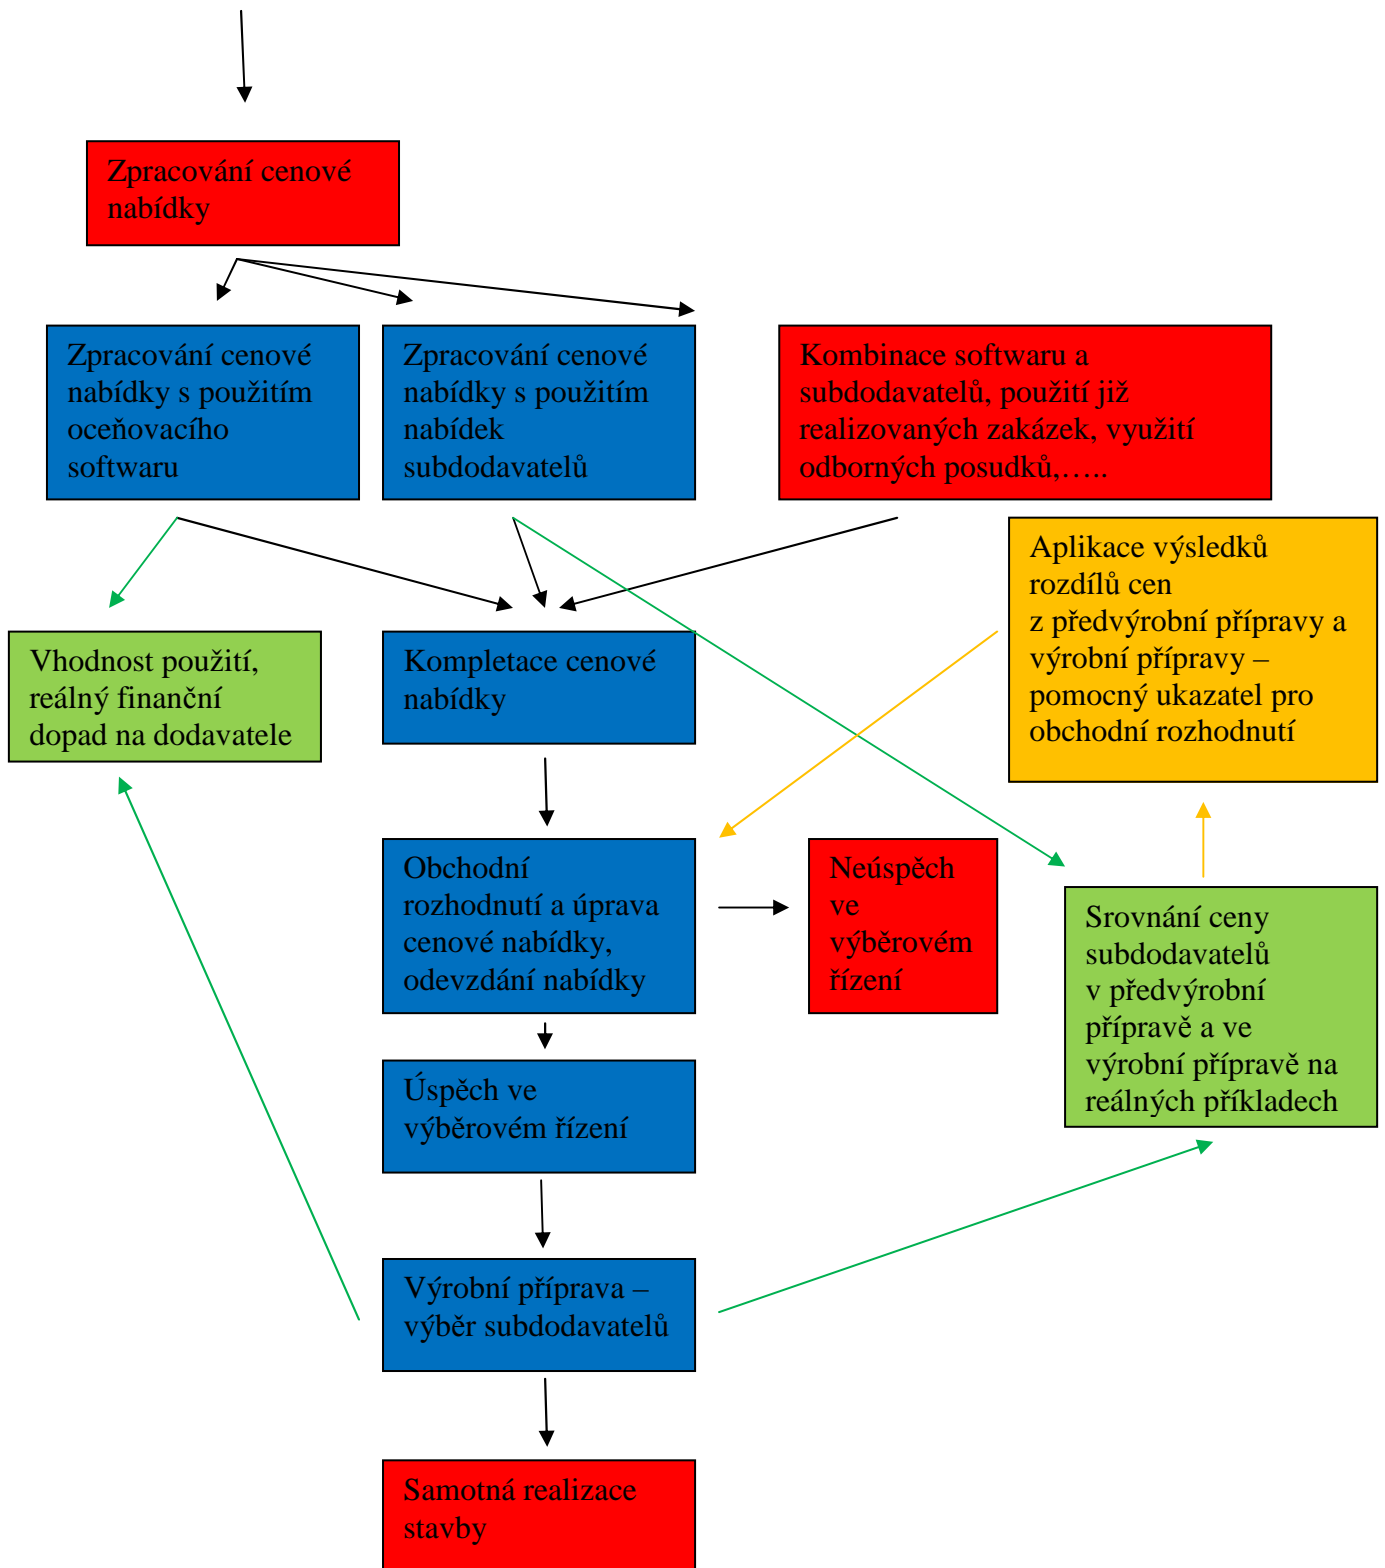 Zpracování cenové
nabídky
Zpracování cenové
nabídky s použitím
oceňovacího
softwaru
Zpracování cenové
nabídky s použitím
nabídek
subdodavatelů
Kombinace softwaru a
subdodavatelů, použití již
realizovaných zakázek, využití
odborných posudků,…..
Aplikace výsledků
rozdílů cen
z předvýrobní přípravy a
výrobní přípravy –
pomocný ukazatel pro
obchodní rozhodnutí
Vhodnost použití,
reálný finanční
dopad na dodavatele
Kompletace cenové
nabídky
Obchodní
rozhodnutí a úprava
cenové nabídky,
odevzdání nabídky
Neúspěch
ve
výběrovém
řízení
Srovnání ceny
subdodavatelů
v předvýrobní
přípravě a ve
výrobní přípravě na
reálných příkladech
Úspěch ve
výběrovém řízení
Výrobní příprava –
výběr subdodavatelů
Samotná realizace
stavby